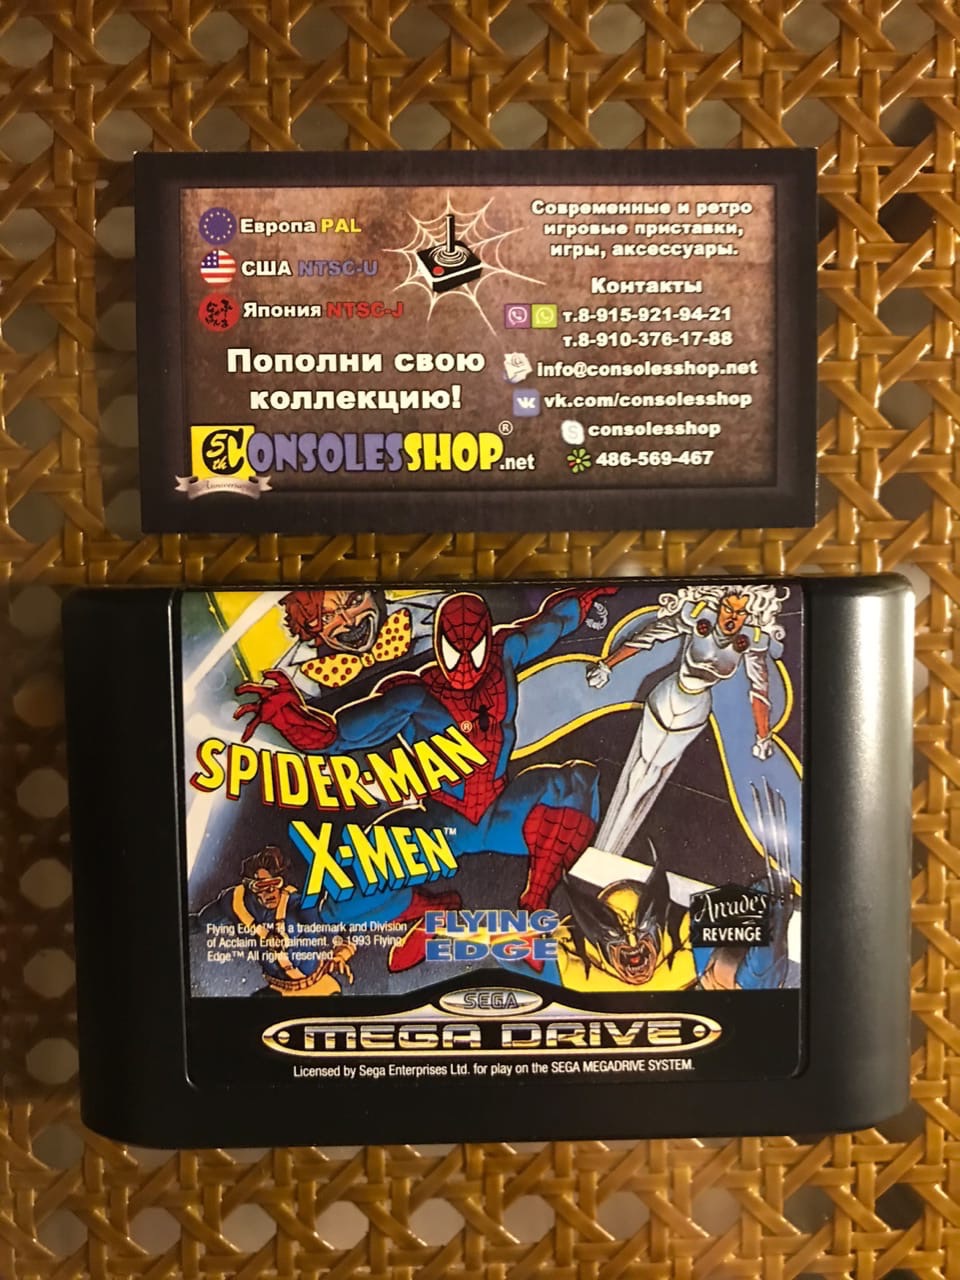 Европа PAL
США NTSC-U
Япония NTSC-J
Пополни свою
коллекцию!
5th
CONSOLESSHOP®.net
Anniversary
Современные и ретро
игровые приставки,
игры, аксессуары.
Контакты
т.8-915-921-94-21
т.8-910-376-17-88
info@consolesshop.net
vk.com/consolesshop
consolesshop
486-569-467
SPIDER-MAN®
X-MEN™
Arcade's
REVENGE
Flying Edge™ is a trademark and Division
of Acclaim Entertainment. © 1993 Flying
Edge.™ All rights reserved.
FLYING
EDGE
SEGA
MEGA DRIVE
Licensed by Sega Enterprises Ltd. for play on the SEGA MEGADRIVE SYSTEM.